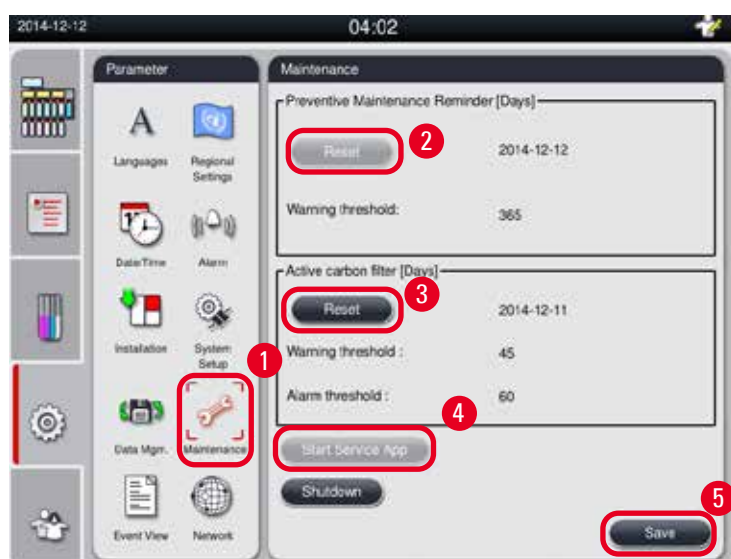 2014-12-12
04:02
Parameter
Languages
Regional
Settings
Date/Time
Alarm
Installation
System
Setup
1
Data Mgm.
Maintenance
Event View
Network
Maintenance
Preventive Maintenance Reminder [Days]
Reset
2
2014-12-12
Warning threshold:
365
Active carbon filter [Days]
Reset
3
2014-12-11
Warning threshold :
45
Alarm threshold :
60
4
Start Service App
Shutdown
5
Save